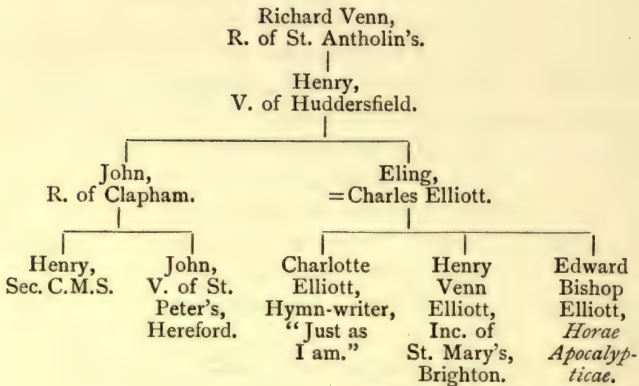 Richard Venn,
R. of St. Antholin's.
Henry,
V. of Huddersfield.
John,
R. of Clapham.
Eling,
=Charles Elliott.
Henry,
Sec. C.M.S.
John,
V. of St.
Peter's,
Hereford.
Charlotte
Elliott,
Hymn-writer,
"Just as
I am."
Henry
Venn
Elliott,
Inc. of
St. Mary's,
Brighton.
Edward
Bishop
Elliott,
Horae
Apocalyp-
ticae.